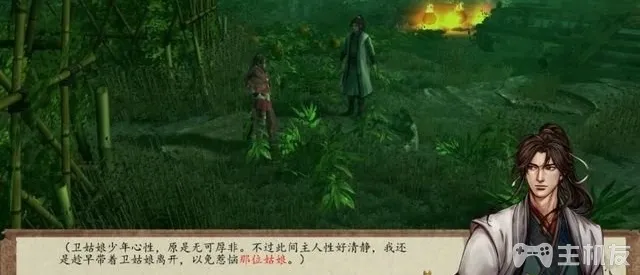 (卫姑娘少年心性，原是无可厚非。不过此间主人性好清静，我还
是趁早带着卫姑娘离开，以免惹恼那位姑娘。)
主机友